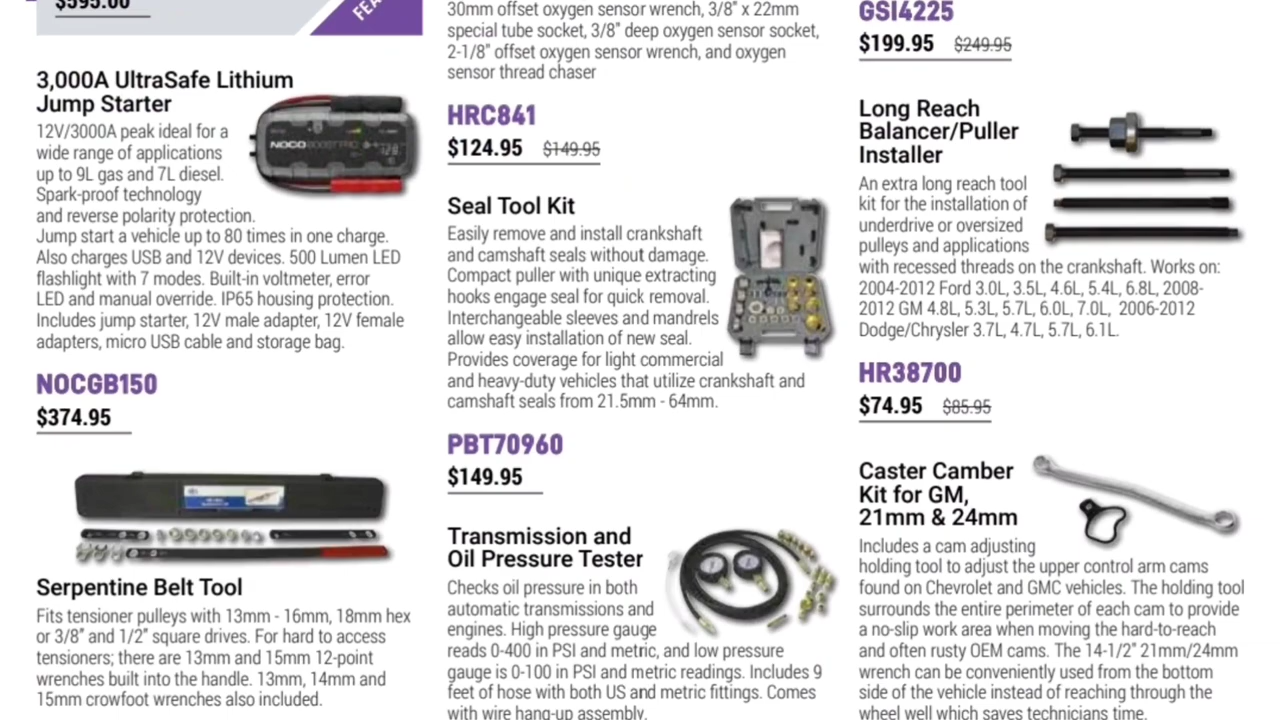 $595.00
FEA
3,000A UltraSafe Lithium
Jump Starter
12V/3000A peak ideal for a
wide range of applications
up to 9L gas and 7L diesel.
Spark-proof technology
and reverse polarity protection.
Jump start a vehicle up to 80 times in one charge.
Also charges USB and 12V devices. 500 Lumen LED
flashlight with 7 modes. Built-in voltmeter, error
LED and manual override. IP65 housing protection.
Includes jump starter, 12V male adapter, 12V female
adapters, micro USB cable and storage bag.
NOCO BOOST PRO
NOCGB150
$374.95
Serpentine Belt Tool
Fits tensioner pulleys with 13mm - 16mm, 18mm hex
or 3/8" and 1/2" square drives. For hard to access
tensioners; there are 13mm and 15mm 12-point
wrenches built into the handle. 13mm, 14mm and
15mm crowfoot wrenches also included.
30mm offset oxygen sensor wrench, 3/8" x 22mm
special tube socket, 3/8" deep oxygen sensor socket,
2-1/8" offset oxygen sensor wrench, and oxygen
sensor thread chaser
HRC841
$124.95 $149.95
Seal Tool Kit
Easily remove and install crankshaft
and camshaft seals without damage.
Compact puller with unique extracting
hooks engage seal for quick removal.
Interchangeable sleeves and mandrels
allow easy installation of new seal.
Provides coverage for light commercial
and heavy-duty vehicles that utilize crankshaft and
camshaft seals from 21.5mm - 64mm.
PBT70960
$149.95
Transmission and
Oil Pressure Tester
Checks oil pressure in both
automatic transmissions and
engines. High pressure gauge
reads 0-400 in PSI and metric, and low pressure
gauge is 0-100 in PSI and metric readings. Includes 9
feet of hose with both US and metric fittings. Comes
with wire hang-up assembly.
GSI4225
$199.95 $249.95
Long Reach
Balancer/Puller
Installer
An extra long reach tool
kit for the installation of
underdrive or oversized
pulleys and applications
with recessed threads on the crankshaft. Works on:
2004-2012 Ford 3.0L, 3.5L, 4.6L, 5.4L, 6.8L, 2008-
2012 GM 4.8L, 5.3L, 5.7L, 6.0L, 7.0L, 2006-2012
Dodge/Chrysler 3.7L, 4.7L, 5.7L, 6.1L.
HR38700
$74.95 $85.95
Caster Camber
Kit for GM,
21mm & 24mm
Includes a cam adjusting
holding tool to adjust the upper control arm cams
found on Chevrolet and GMC vehicles. The holding tool
surrounds the entire perimeter of each cam to provide
a no-slip work area when moving the hard-to-reach
and often rusty OEM cams. The 14-1/2" 21mm/24mm
wrench can be conveniently used from the bottom
side of the vehicle instead of reaching through the
wheel well which saves technicians time.